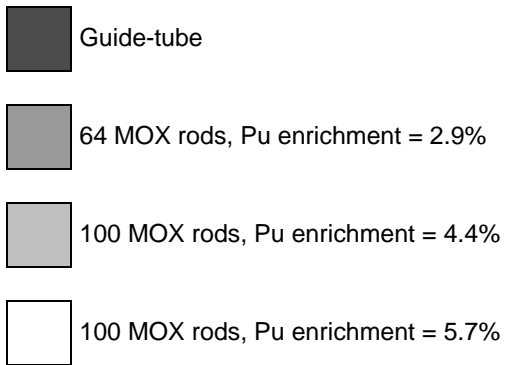 Guide-tube
64 MOX rods, Pu enrichment = 2.9%
100 MOX rods, Pu enrichment = 4.4%
100 MOX rods, Pu enrichment = 5.7%